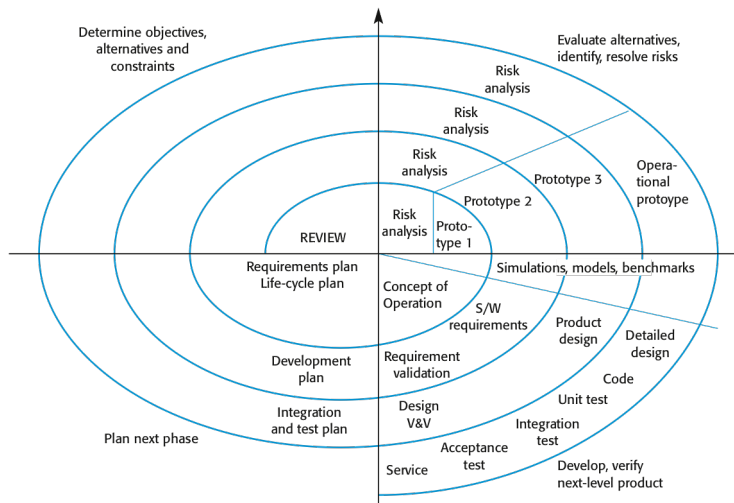 Determine objectives,
alternatives and
constraints
Evaluate alternatives,
identify, resolve risks
Risk
analysis
Risk
analysis
Risk
analysis
Risk
analysis
Proto-
type 1
Prototype 2
Prototype 3
Opera-
tional
protoype
REVIEW
Requirements plan
Life-cycle plan
Concept of
Operation
Simulations, models, benchmarks
S/W
requirements
Product
design
Detailed
design
Development
plan
Requirement
validation
Code
Unit test
Integration
and test plan
Design
V&V
Integration
test
Acceptance
test
Service
Plan next phase
Develop, verify
next-level product